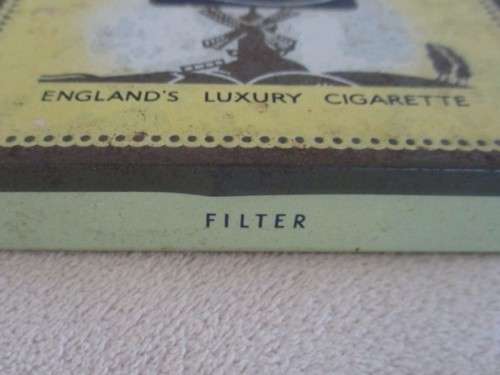 ENGLAND'S LUXURY CIGARETTE
FILTER